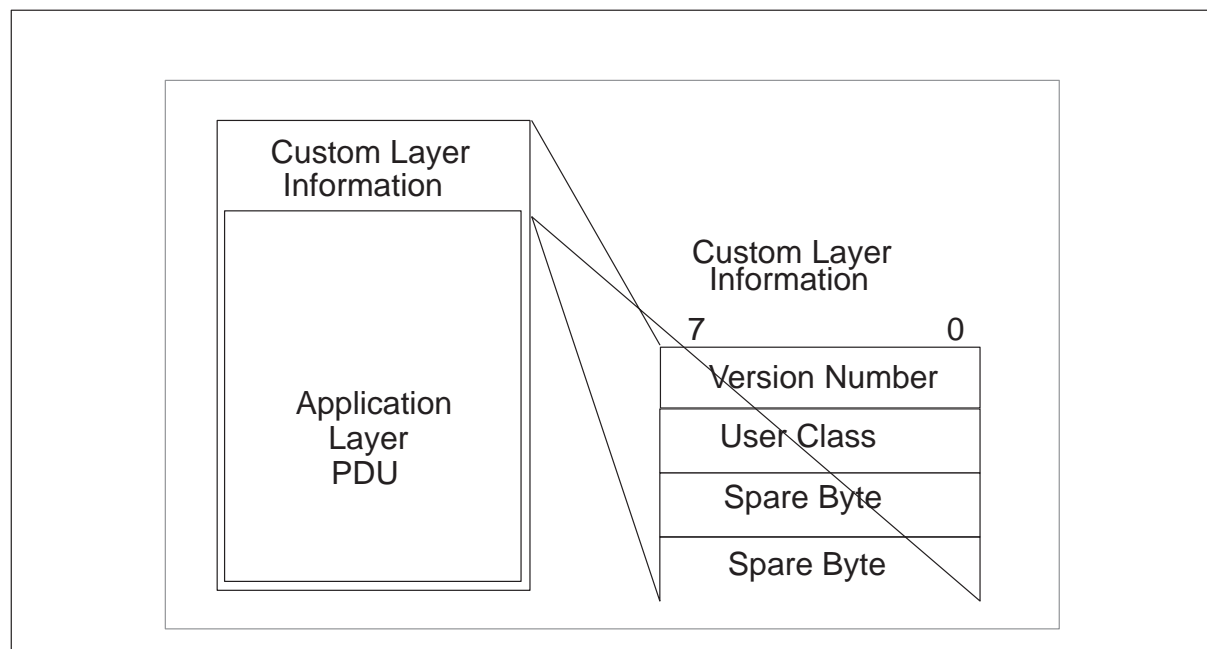 Custom Layer
Information
Application
Layer
PDU
Custom Layer
Information
7 0
Version Number
User Class
Spare Byte
Spare Byte